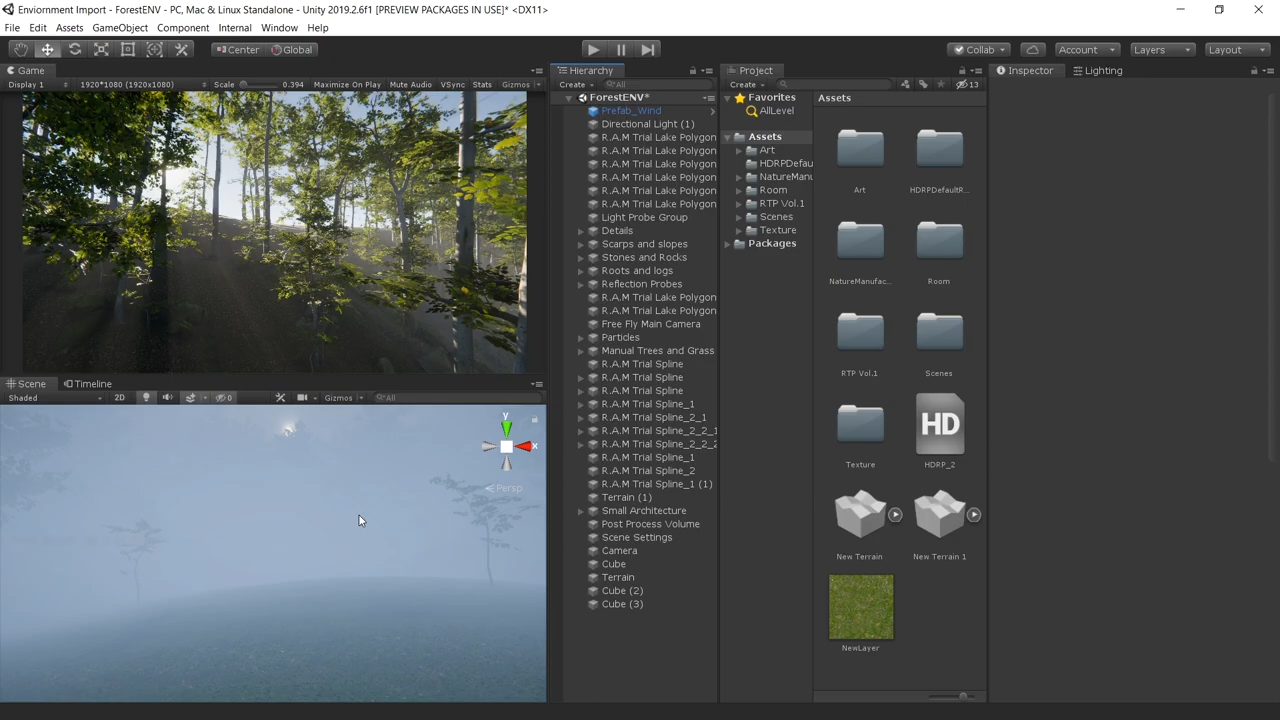 Enviornment Import - ForestENV - PC, Mac & Linux Standalone - Unity 2019.2.6f1 [PREVIEW PACKAGES IN USE]* <DX11>
File Edit Assets GameObject Component Internal Window Help
Center Global Collab Account Layers Layout
Game
Display 1 1920*1080 (1920x1080) Scale 0.394 Maximize On Play Mute Audio VSync Stats Gizmos
Scene Timeline
Shaded 2D 0 Gizmos All
y
x
Persp
Hierarchy
Create All
ForestENV*
Prefab_Wind
Directional Light (1)
R.A.M Trial Lake Polygon
R.A.M Trial Lake Polygon
R.A.M Trial Lake Polygon
R.A.M Trial Lake Polygon
R.A.M Trial Lake Polygon
R.A.M Trial Lake Polygon
Light Probe Group
Details
Scarps and slopes
Stones and Rocks
Roots and logs
Reflection Probes
R.A.M Trial Lake Polygon
R.A.M Trial Lake Polygon
Free Fly Main Camera
Particles
Manual Trees and Grass
R.A.M Trial Spline
R.A.M Trial Spline
R.A.M Trial Spline
R.A.M Trial Spline_1
R.A.M Trial Spline_2_1
R.A.M Trial Spline_2_2_1
R.A.M Trial Spline_2_2_2
R.A.M Trial Spline_1
R.A.M Trial Spline_2
R.A.M Trial Spline_1 (1)
Terrain (1)
Small Architecture
Post Process Volume
Scene Settings
Camera
Cube
Terrain
Cube (2)
Cube (3)
Project
Create 13
Favorites
AllLevel
Assets
Art
HDRPDefau
NatureManu
Room
RTP Vol.1
Scenes
Texture
Packages
Assets
Art HDRPDefaultR...
NatureManufac... Room
RTP Vol.1 Scenes
HD
Texture HDRP_2
New Terrain New Terrain 1
NewLayer
Inspector Lighting